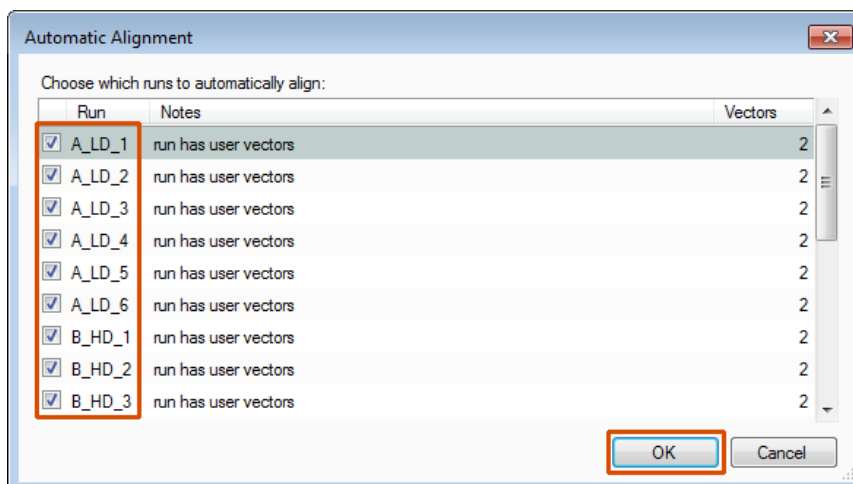 Automatic Alignment
Choose which runs to automatically align:
Run Notes Vectors
A_LD_1 run has user vectors 2
A_LD_2 run has user vectors 2
A_LD_3 run has user vectors 2
A_LD_4 run has user vectors 2
A_LD_5 run has user vectors 2
A_LD_6 run has user vectors 2
B_HD_1 run has user vectors 2
B_HD_2 run has user vectors 2
B_HD_3 run has user vectors 2
OK Cancel